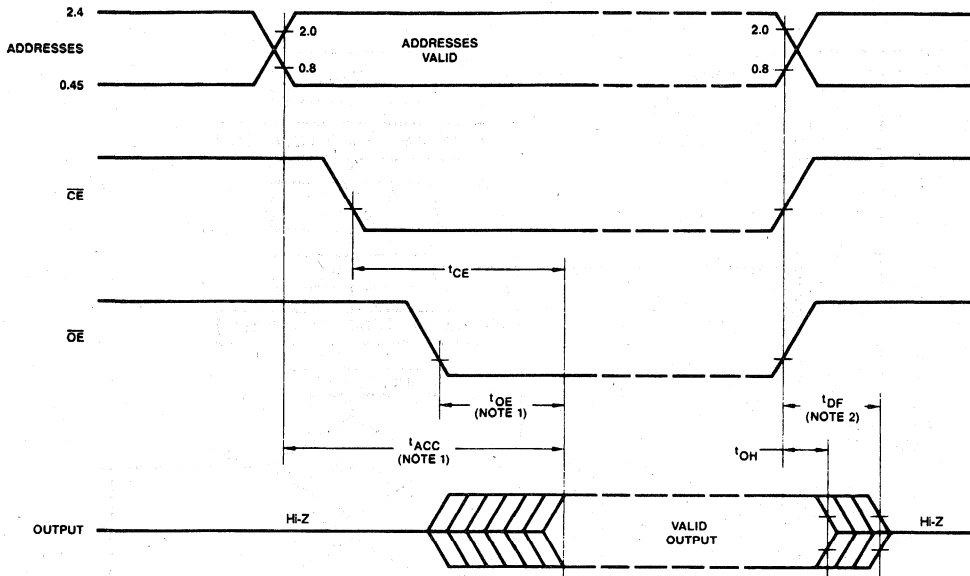 2.4
ADDRESSES
0.45
2.0
0.8
ADDRESSES
VALID
2.0
0.8
CE
tCE
OE
tOE
(NOTE 1)
tDF
(NOTE 2)
tACC
(NOTE 1)
tOH
OUTPUT
Hi-Z
VALID
OUTPUT
Hi-Z